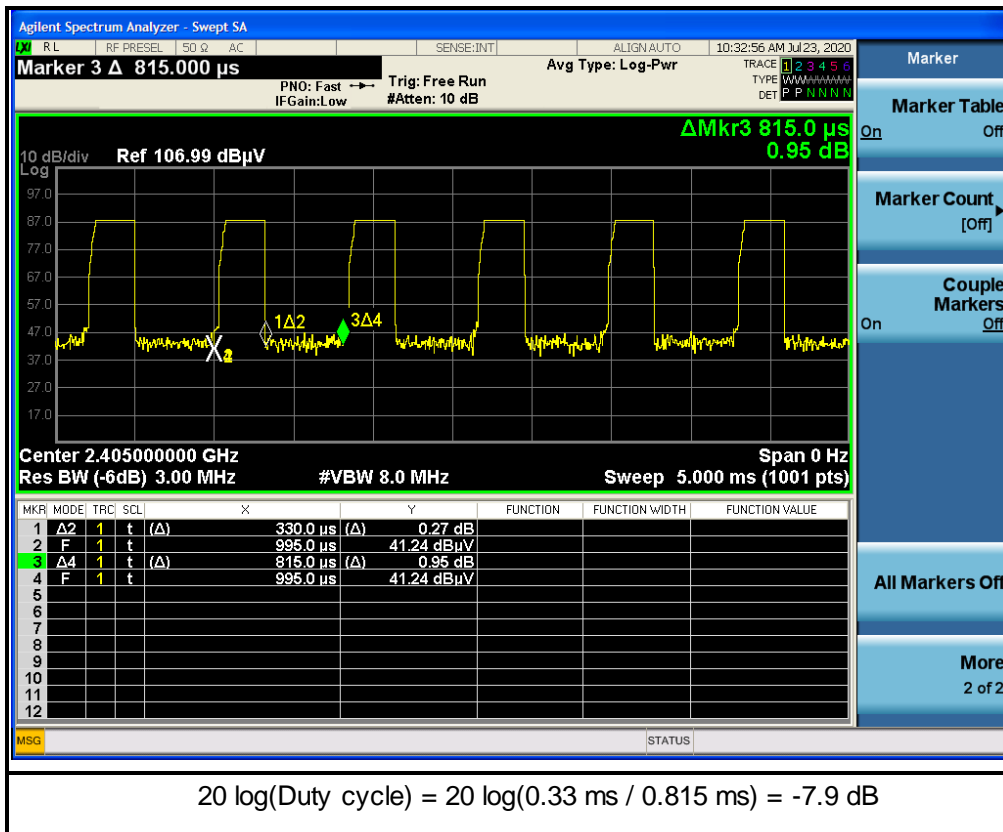 Agilent Spectrum Analyzer - Swept SA
LXI RL RF PRESEL 50 Ω AC SENSE:INT ALIGN AUTO 10:32:56 AM Jul 23, 2020
Marker 3 Δ 815.000 µs
PNO: Fast
IFGain:Low
Trig: Free Run
#Atten: 10 dB
Avg Type: Log-Pwr
TRACE 1 2 3 4 5 6
TYPE WWWWWW
DET P P N N N N
ΔMkr3 815.0 µs
0.95 dB
10 dB/div Ref 106.99 dBµV
Log
97.0
87.0
77.0
67.0
57.0
47.0
37.0
27.0
17.0
1Δ2
3Δ4
Center 2.405000000 GHz
Span 0 Hz
Res BW (-6dB) 3.00 MHz #VBW 8.0 MHz Sweep 5.000 ms (1001 pts)
MKR MODE TRC SCL X Y FUNCTION FUNCTION WIDTH FUNCTION VALUE
1 Δ2 1 t (Δ) 330.0 µs (Δ) 0.27 dB
2 F 1 t 995.0 µs 41.24 dBµV
3 Δ4 1 t (Δ) 815.0 µs (Δ) 0.95 dB
4 F 1 t 995.0 µs 41.24 dBµV
5
6
7
8
9
10
11
12
MSG STATUS
Marker
Marker Table
On Off
Marker Count
[Off]
Couple
Markers
On Off
All Markers Off
More
2 of 2
20 log(Duty cycle) = 20 log(0.33 ms / 0.815 ms) = -7.9 dB